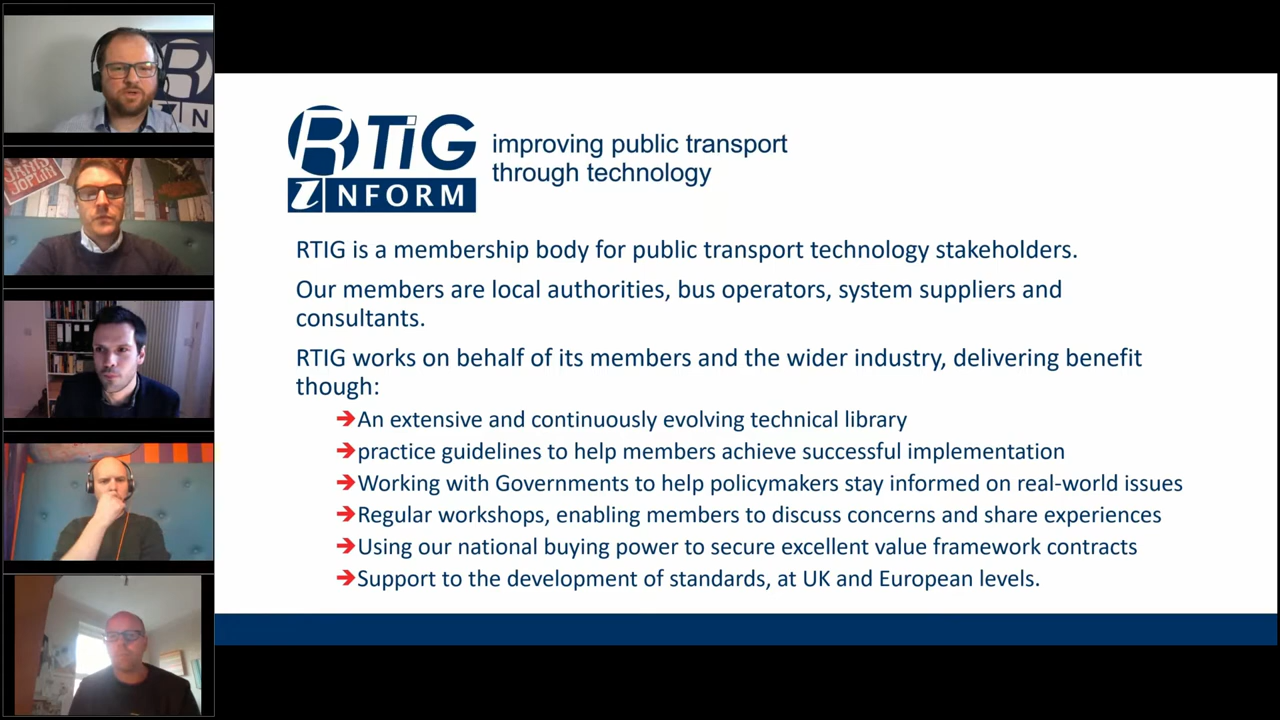 JANIS
JOPLIN
R
i N
RTiG
iNFORM
improving public transport
through technology
RTIG is a membership body for public transport technology stakeholders.
Our members are local authorities, bus operators, system suppliers and
consultants.
RTIG works on behalf of its members and the wider industry, delivering benefit
though:
➔An extensive and continuously evolving technical library
➔practice guidelines to help members achieve successful implementation
➔Working with Governments to help policymakers stay informed on real-world issues
➔Regular workshops, enabling members to discuss concerns and share experiences
➔Using our national buying power to secure excellent value framework contracts
➔Support to the development of standards, at UK and European levels.